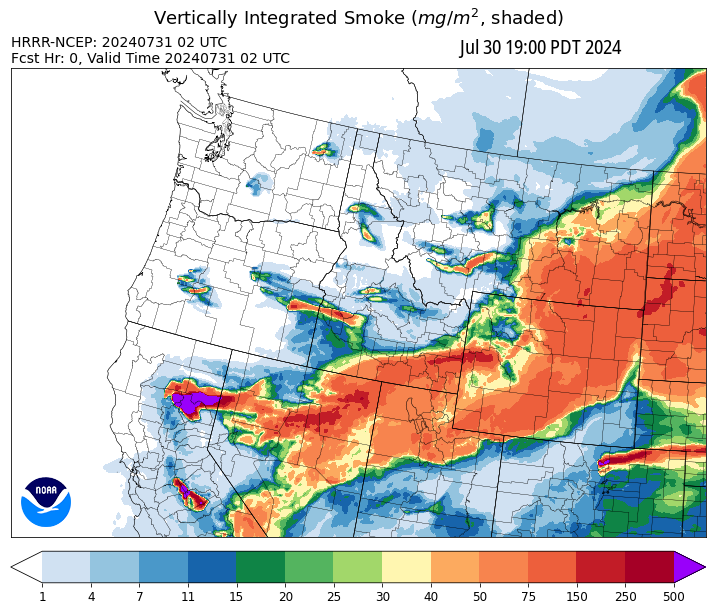 Vertically Integrated Smoke (mg/m², shaded)
HRRR-NCEP: 20240731 02 UTC
Jul 30 19:00 PDT 2024
Fcst Hr: 0, Valid Time 20240731 02 UTC
NOAA
1 4 7 11 15 20 25 30 40 50 75 150 250 500